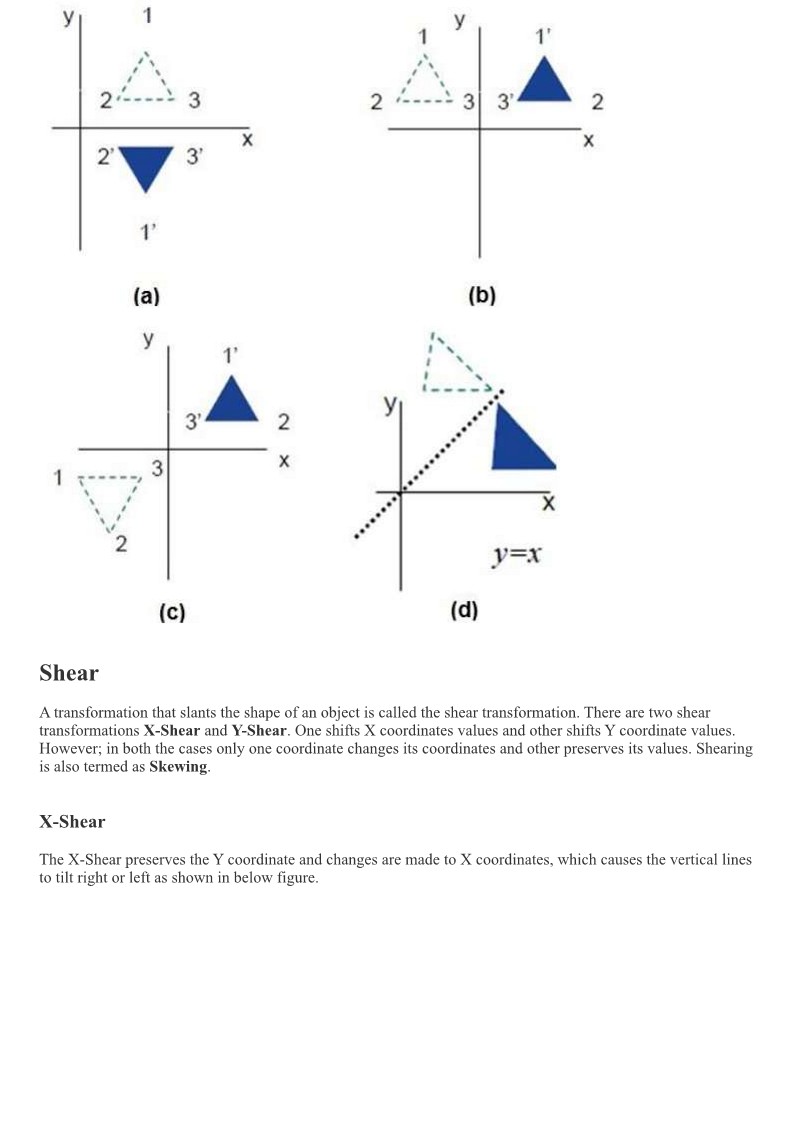 y 1
2 3
x
2' 3'
1'
(a)
y
1 1'
2 3 3' 2
x
(b)
y
1'
3' 2
x
1 3
2
(c)
y
x
y=x
(d)
Shear
A transformation that slants the shape of an object is called the shear transformation. There are two shear
transformations X-Shear and Y-Shear. One shifts X coordinates values and other shifts Y coordinate values.
However; in both the cases only one coordinate changes its coordinates and other preserves its values. Shearing
is also termed as Skewing.
X-Shear
The X-Shear preserves the Y coordinate and changes are made to X coordinates, which causes the vertical lines
to tilt right or left as shown in below figure.